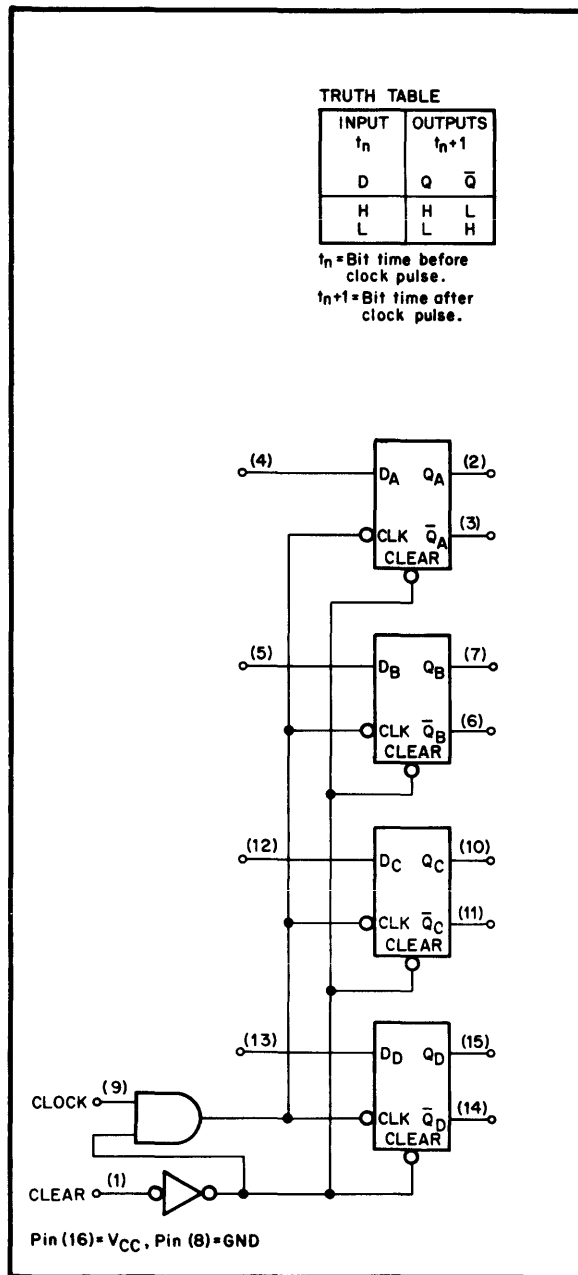 TRUTH TABLE
INPUT OUTPUTS
tn tn+1
D Q Q̅
H H L
L L H
tn = Bit time before
clock pulse.
tn+1 = Bit time after
clock pulse.
(4) DA QA (2)
CLK Q̅A (3)
CLEAR
(5) DB QB (7)
CLK Q̅B (6)
CLEAR
(12) DC QC (10)
CLK Q̅C (11)
CLEAR
(13) DD QD (15)
CLOCK (9) CLK Q̅D (14)
CLEAR
CLEAR (1)
Pin (16) = VCC, Pin (8) = GND